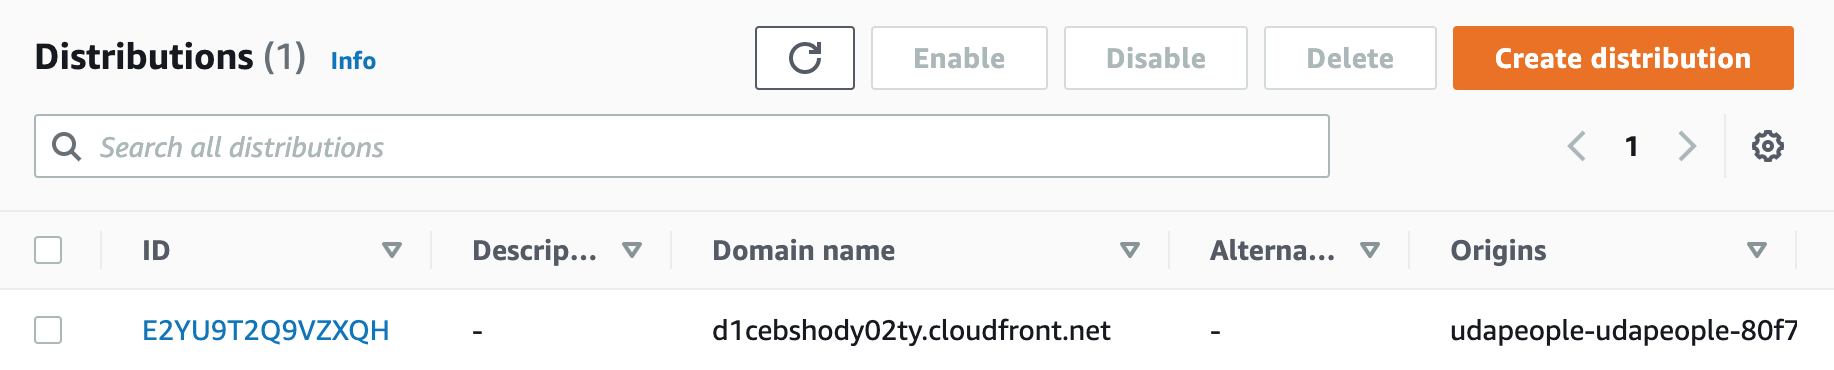 Distributions (1) Info Enable Disable Delete Create distribution
Search all distributions 1
ID Descrip... Domain name Alterna... Origins
E2YU9T2Q9VZXQH - d1cebshody02ty.cloudfront.net - udapeople-udapeople-80f7